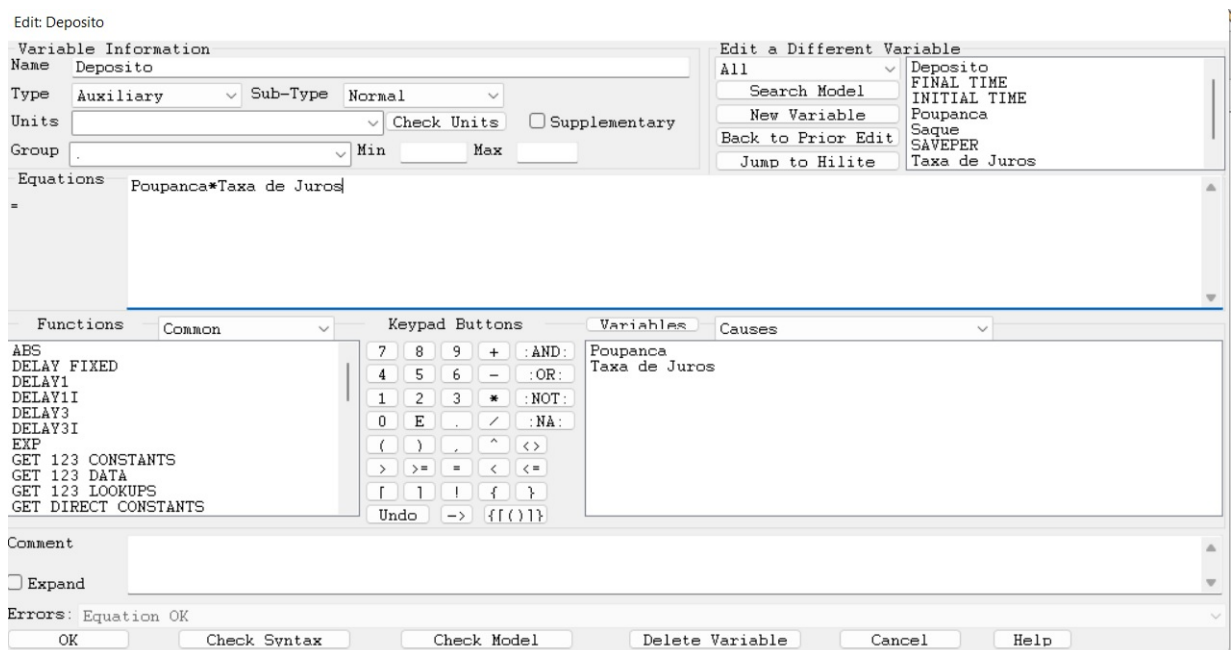 Edit: Deposito
Variable Information
Name Deposito
Type Auxiliary Sub-Type Normal
Units Check Units Supplementary
Group . Min Max
Edit a Different Variable
All
Search Model
New Variable
Back to Prior Edit
Jump to Hilite
Deposito
FINAL TIME
INITIAL TIME
Poupanca
Saque
SAVEPER
Taxa de Juros
Equations
=
Poupanca*Taxa de Juros
Functions Common
ABS
DELAY FIXED
DELAY1
DELAY1I
DELAY3
DELAY3I
EXP
GET 123 CONSTANTS
GET 123 DATA
GET 123 LOOKUPS
GET DIRECT CONSTANTS
Keypad Buttons
7 8 9 + :AND:
4 5 6 - :OR:
1 2 3 * :NOT:
0 E . / :NA:
( ) , ^ <>
> >= = < <=
[ ] ! { }
Undo -> {[()]}
Variables Causes
Poupanca
Taxa de Juros
Comment
Expand
Errors: Equation OK
OK Check Syntax Check Model Delete Variable Cancel Help